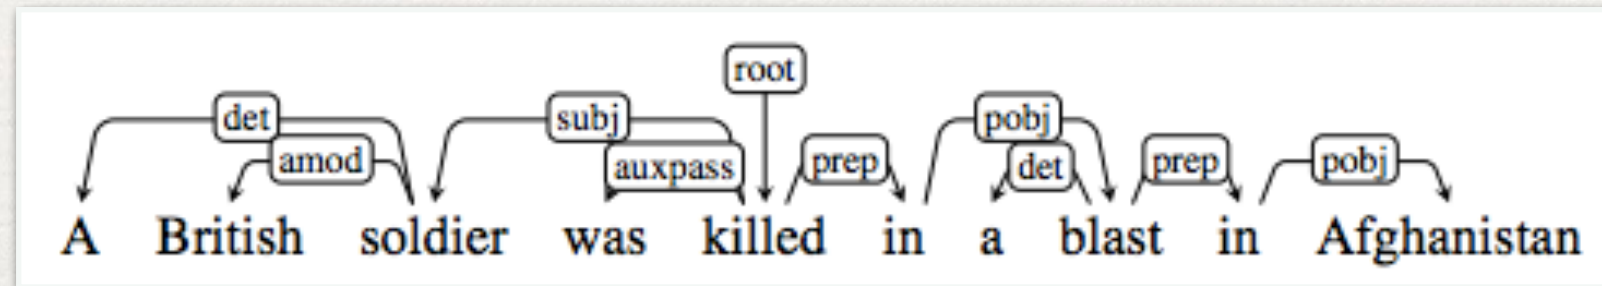 root
det subj pobj
amod auxpass prep det prep pobj
A British soldier was killed in a blast in Afghanistan